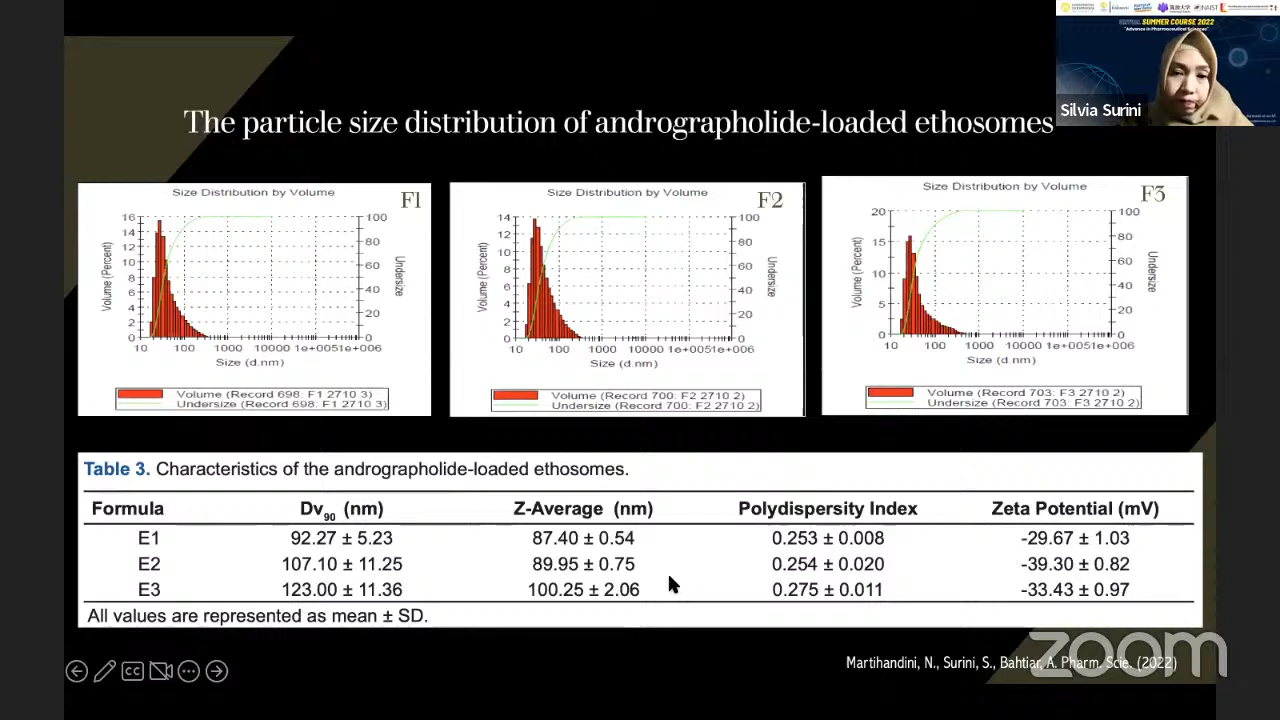 SUMMER COURSE 2022
"Advance in Pharmaceutical Sciences"
Silvia Surini
The particle size distribution of andrographolide-loaded ethosomes
Size Distribution by Volume
F1
Volume (Percent)
16
14
12
10
8
6
4
2
0
100
80
60
40
20
0
Undersize
10 100 1000 10000 1e+005 1e+006
Size (d.nm)
Volume (Record 698: F1 2710 3)
Undersize (Record 698: F1 2710 3)
Size Distribution by Volume
F2
Volume (Percent)
14
12
10
8
6
4
2
0
100
80
60
40
20
0
Undersize
10 100 1000 10000 1e+005 1e+006
Size (d.nm)
Volume (Record 700: F2 2710 2)
Undersize (Record 700: F2 2710 2)
Size Distribution by Volume
F3
Volume (Percent)
20
15
10
5
0
100
80
60
40
20
0
Undersize
10 100 1000 10000 1e+005 1e+006
Size (d.nm)
Volume (Record 703: F3 2710 2)
Undersize (Record 703: F3 2710 2)
Table 3. Characteristics of the andrographolide-loaded ethosomes.
Formula Dv90 (nm) Z-Average (nm) Polydispersity Index Zeta Potential (mV)
E1 92.27 ± 5.23 87.40 ± 0.54 0.253 ± 0.008 -29.67 ± 1.03
E2 107.10 ± 11.25 89.95 ± 0.75 0.254 ± 0.020 -39.30 ± 0.82
E3 123.00 ± 11.36 100.25 ± 2.06 0.275 ± 0.011 -33.43 ± 0.97
All values are represented as mean ± SD.
CC
Martihandini, N., Surini, S., Bahtiar, A. Pharm. Scie. (2022)
zoom